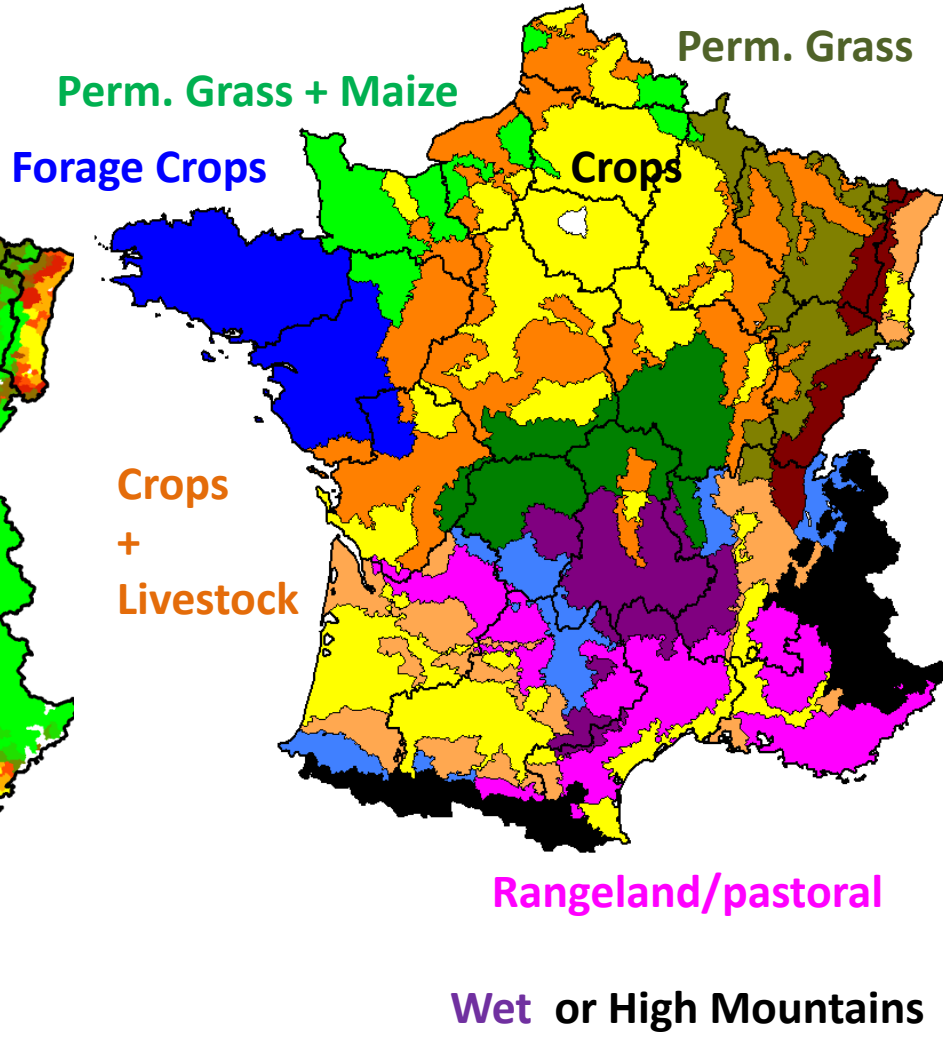 Perm. Grass
Perm. Grass + Maize
Forage Crops
Crops
Crops
+
Livestock
Rangeland/pastoral
Wet or High Mountains